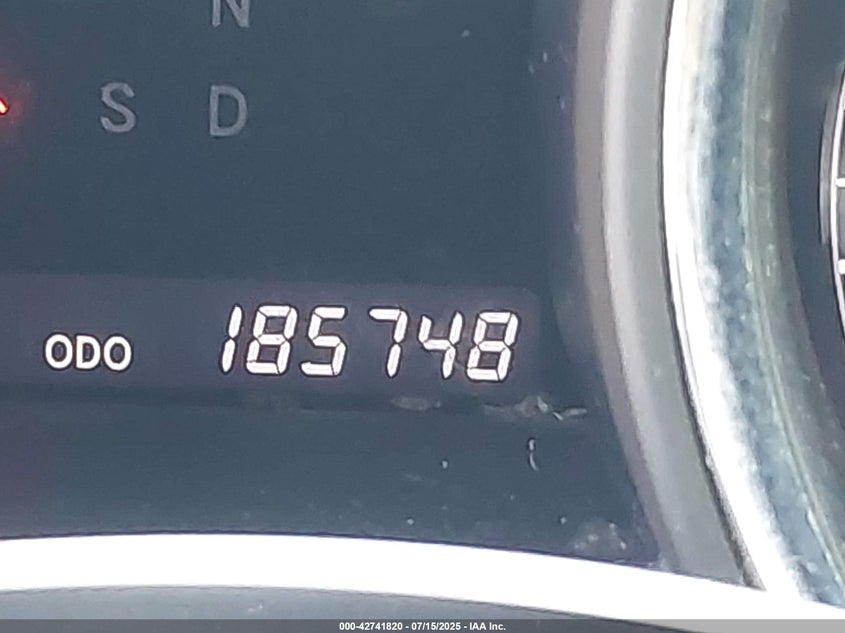 N
S D
ODO 185748
000-42741820 - 07/15/2025 - IAA Inc.